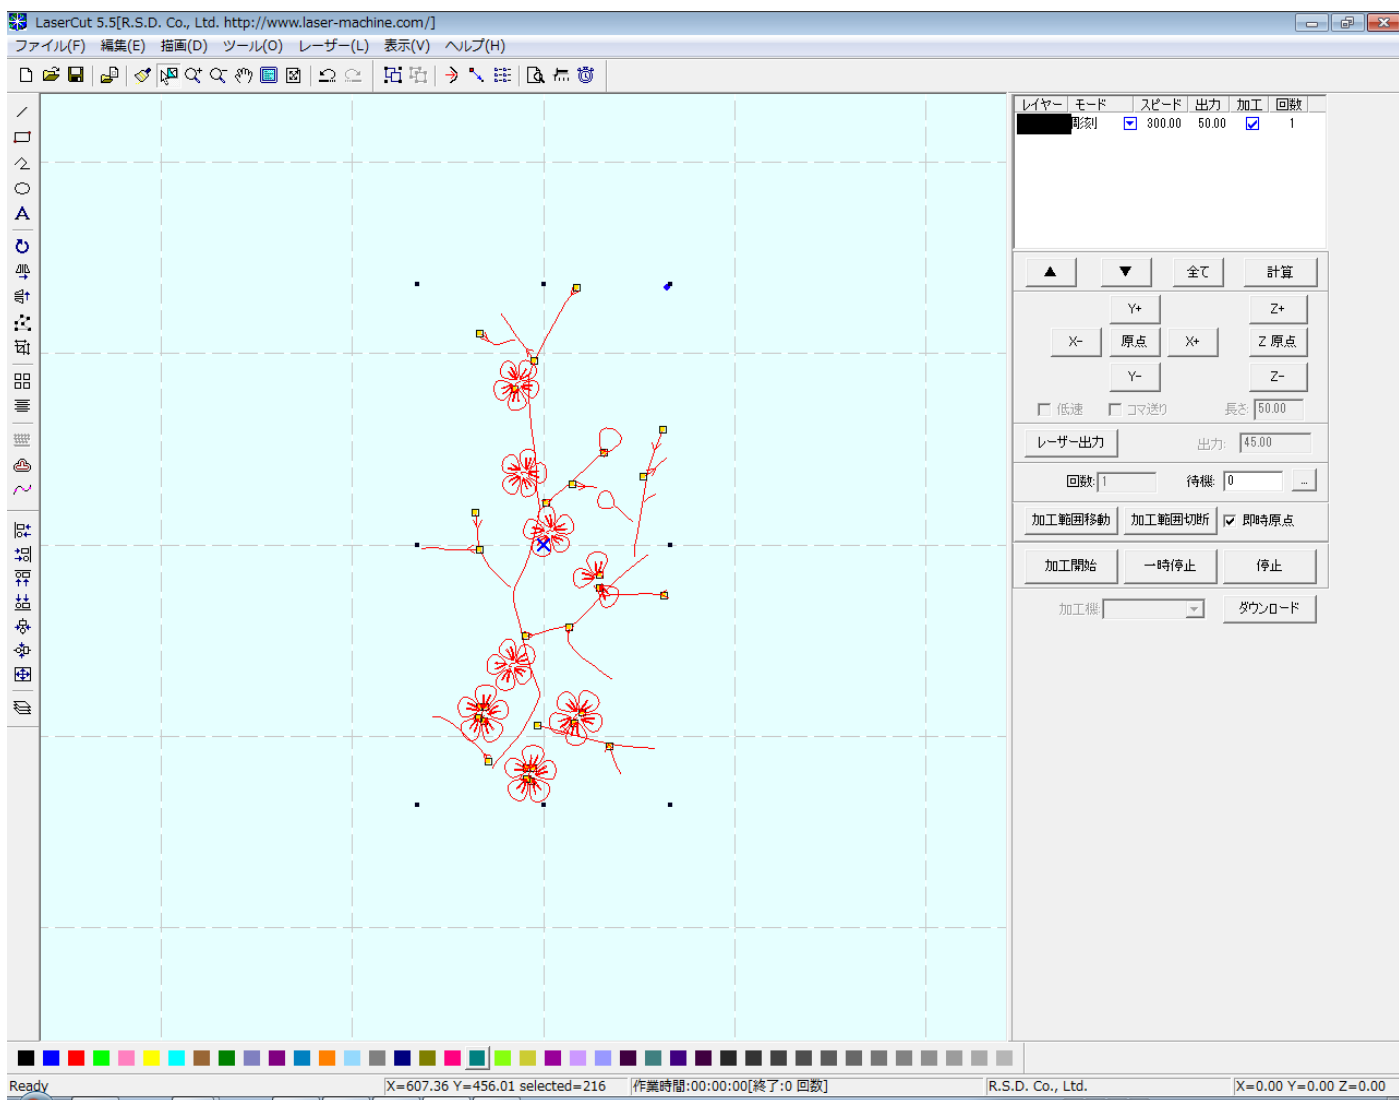 LaserCut 5.5[R.S.D. Co., Ltd. http://www.laser-machine.com/]
ファイル(F) 編集(E) 描画(D) ツール(O) レーザー(L) 表示(V) ヘルプ(H)
レイヤー モード スピード 出力 加工 回数
彫刻 300.00 50.00 1
▲ ▼ 全て 計算
Y+ Z+
X- 原点 X+ Z 原点
Y- Z-
低速 コマ送り 長さ: 50.00
レーザー出力 出力: 45.00
回数: 1 待機: 0 ...
加工範囲移動 加工範囲切断 即時原点
加工開始 一時停止 停止
加工機: ダウンロード
Ready X=607.36 Y=456.01 selected=216 作業時間:00:00:00[終了:0 回数] R.S.D. Co., Ltd. X=0.00 Y=0.00 Z=0.00